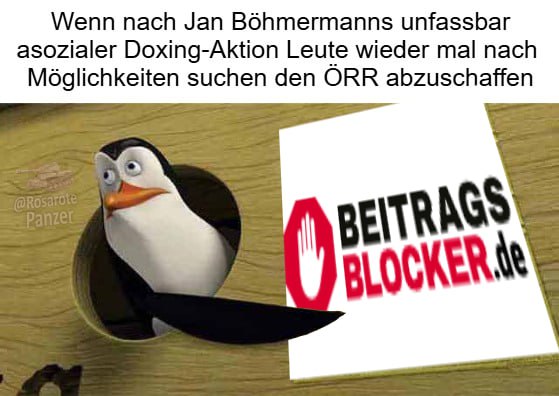 Wenn nach Jan Böhmermanns unfassbar
asozialer Doxing-Aktion Leute wieder mal nach
Möglichkeiten suchen den ÖRR abzuschaffen
@Rosarote
Panzer
BEITRAGS
BLOCKER.de